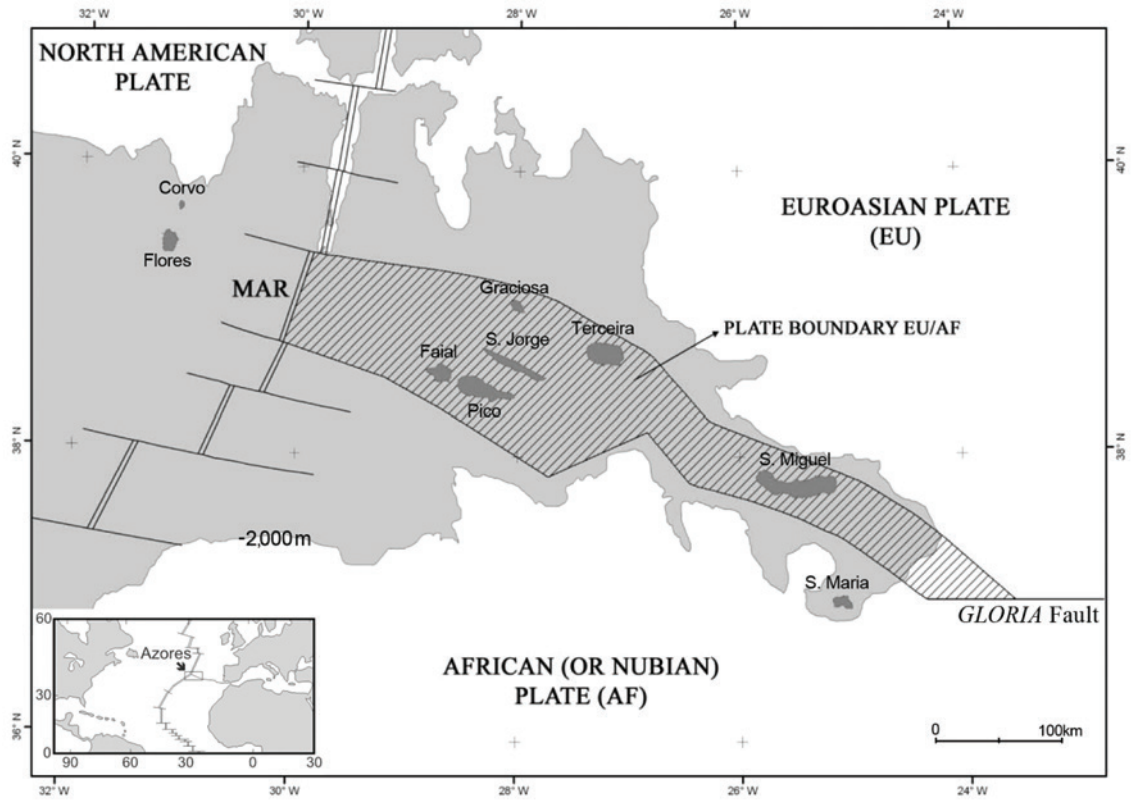 32° W
30° W
28° W
26° W
24° W
NORTH AMERICAN
PLATE
40° N
40° N
Corvo
Flores
EUROASIAN PLATE
(EU)
MAR
Graciosa
Terceira
PLATE BOUNDARY EU/AF
S. Jorge
Faial
Pico
38° N
38° N
S. Miguel
-2,000 m
S. Maria
GLORIA Fault
60
Azores
30
0
90
60
30
0
30
AFRICAN (OR NUBIAN)
PLATE (AF)
36° N
0
100km
32° W
30° W
28° W
26° W
24° W